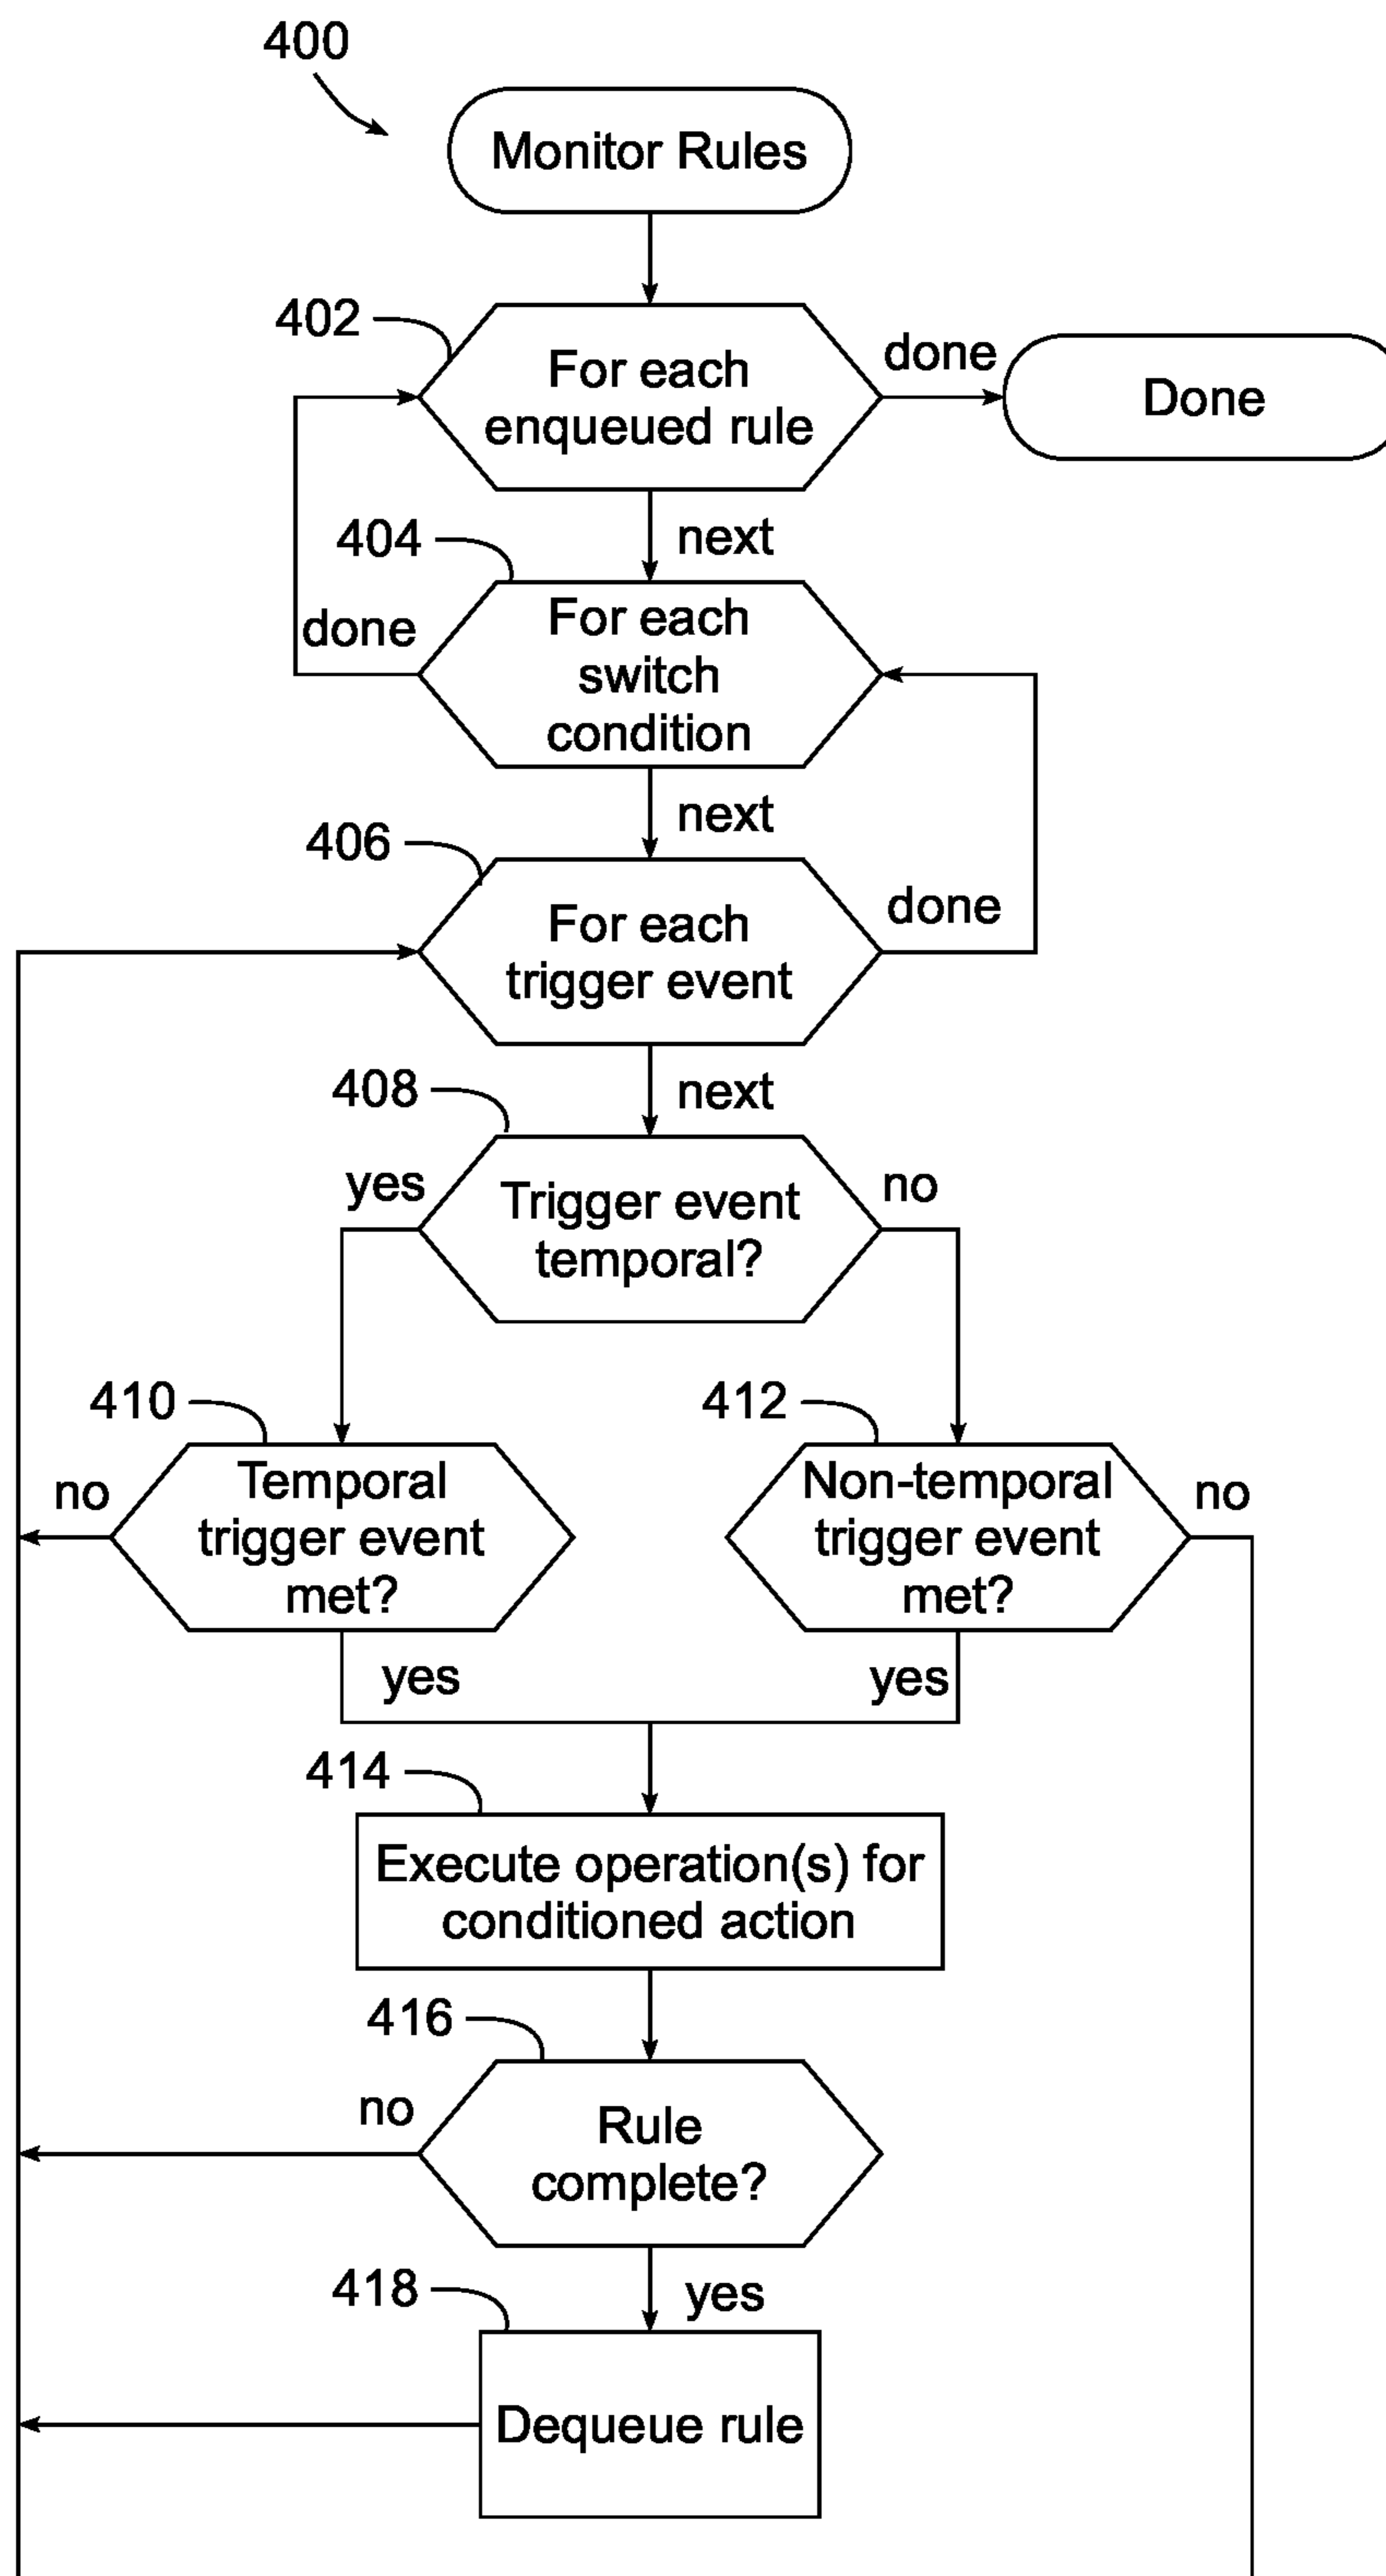 400
Monitor Rules
402
For each
enqueued rule
done
Done
next
404
For each
switch
condition
done
next
406
For each
trigger event
done
next
408
Trigger event
temporal?
yes
no
410
Temporal
trigger event
met?
no
412
Non-temporal
trigger event
met?
no
yes
yes
414
Execute operation(s) for
conditioned action
416
Rule
complete?
no
yes
418
Dequeue rule